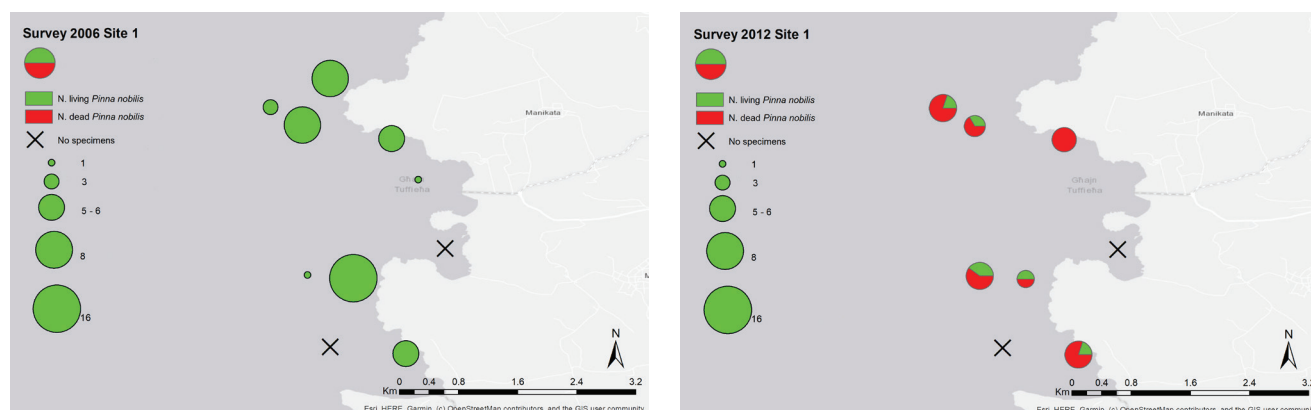 Survey 2006 Site 1
N. living Pinna nobilis
N. dead Pinna nobilis
No specimens
1
3
5 - 6
8
16
Manikata
Għajn
Tuffieħa
M
N
0 0.4 0.8 1.6 2.4 3.2
Km
Esri, HERE, Garmin, (c) OpenStreetMap contributors, and the GIS user community
Survey 2012 Site 1
N. living Pinna nobilis
N. dead Pinna nobilis
No specimens
1
3
5 - 6
8
16
Manikata
Għajn
Tuffieħa
N
0 0.4 0.8 1.6 2.4 3.2
Km
Esri, HERE, Garmin, (c) OpenStreetMap contributors, and the GIS user commun